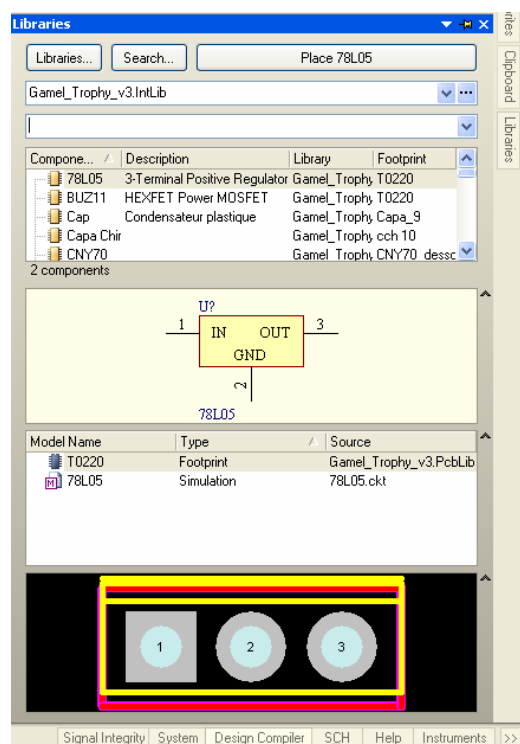 Libraries
Libraries... Search... Place 78L05
Gamel_Trophy_v3.IntLib
Compone... Description Library Footprint
78L05 3-Terminal Positive Regulator Gamel_Trophy T0220
BUZ11 HEXFET Power MOSFET Gamel_Trophy T0220
Cap Condensateur plastique Gamel_Trophy Capa_9
Capa Chir Gamel_Trophy cch 10
CNY70 Gamel_Trophy CNY70_dessc
2 components
U?
1 IN OUT 3
GND
2
78L05
Model Name Type Source
T0220 Footprint Gamel_Trophy_v3.PcbLib
78L05 Simulation 78L05.ckt
1 2 3
Signal Integrity System Design Compiler SCH Help Instruments >>
rites
Clipboard
Libraries